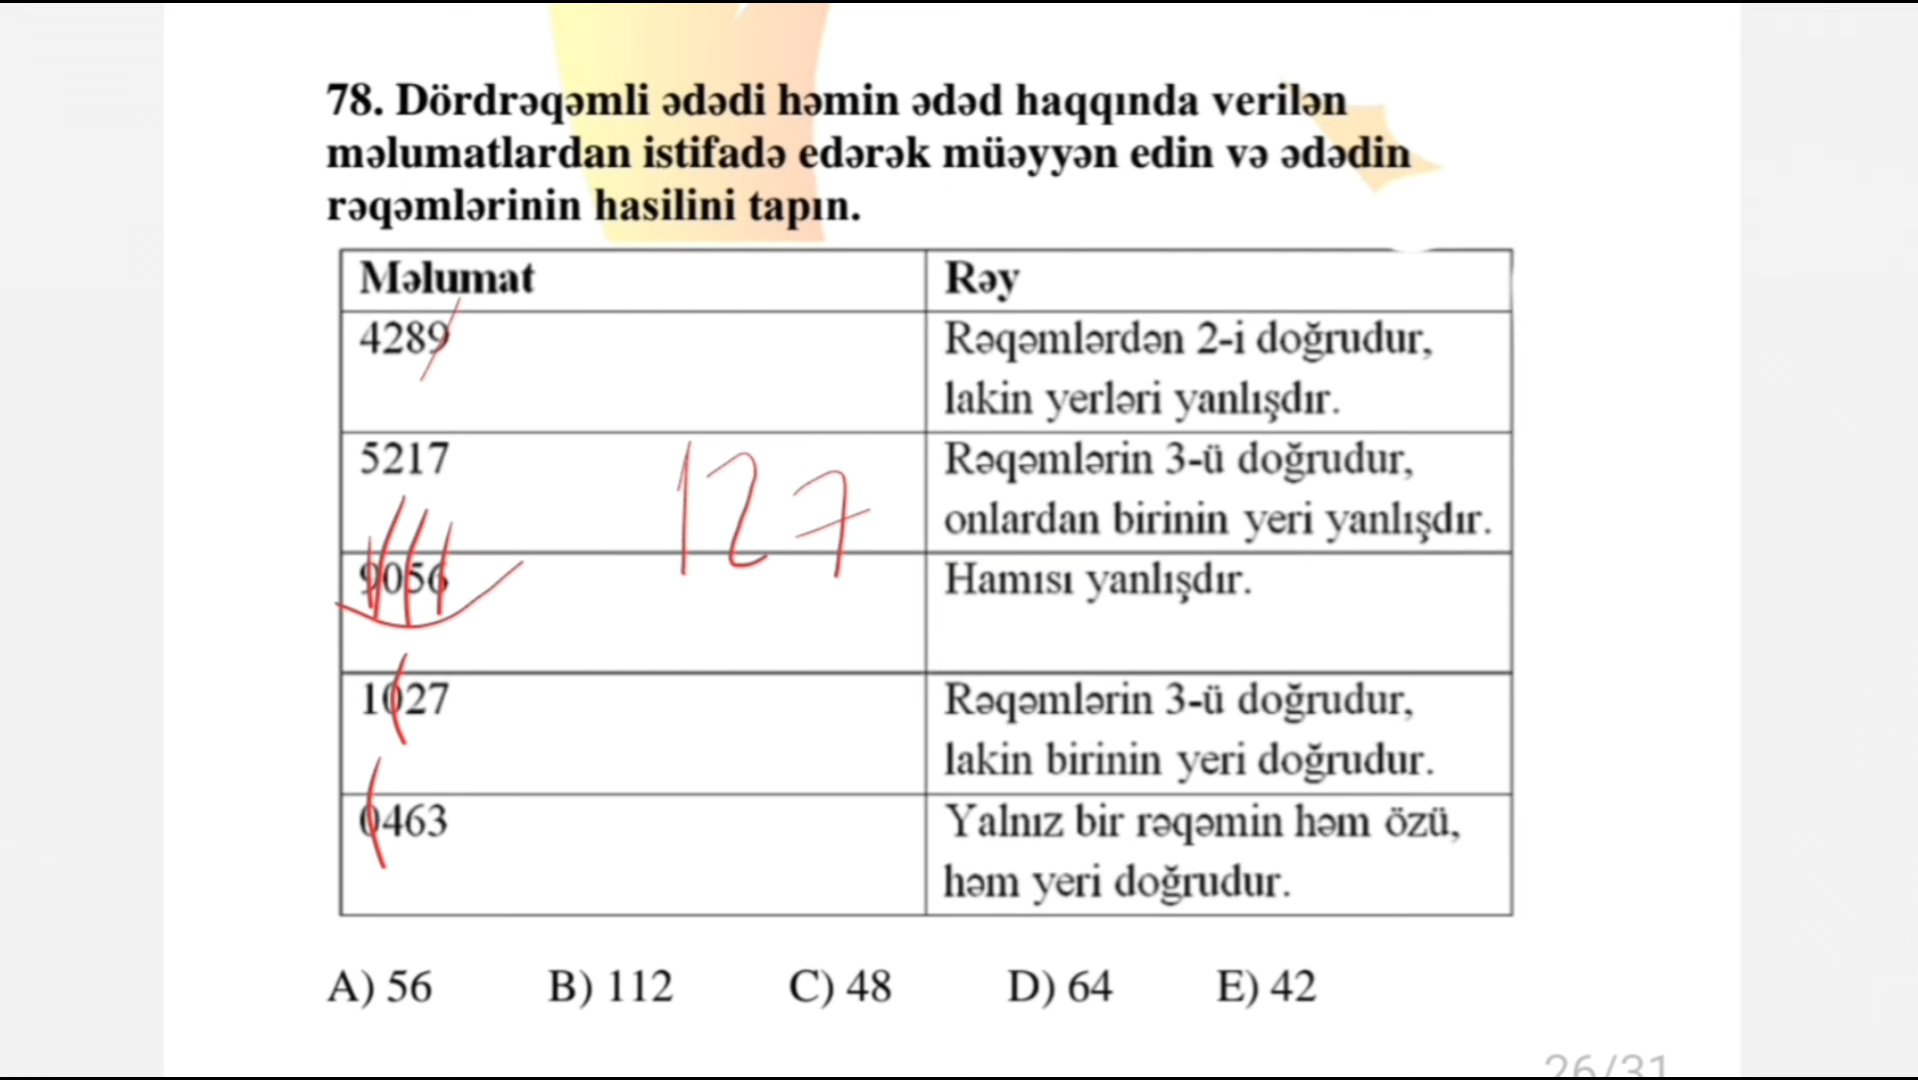 78. Dördrəqəmli ədədi həmin ədəd haqqında verilən
məlumatlardan istifadə edərək müəyyən edin və ədədin
rəqəmlərinin hasilini tapın.
Məlumat
Rəy
4289
Rəqəmlərdən 2-i doğrudur,
lakin yerləri yanlışdır.
5217
127
Rəqəmlərin 3-ü doğrudur,
onlardan birinin yeri yanlışdır.
9056
Hamısı yanlışdır.
1027
Rəqəmlərin 3-ü doğrudur,
lakin birinin yeri doğrudur.
0463
Yalnız bir rəqəmin həm özü,
həm yeri doğrudur.
A) 56 B) 112 C) 48 D) 64 E) 42
26/31